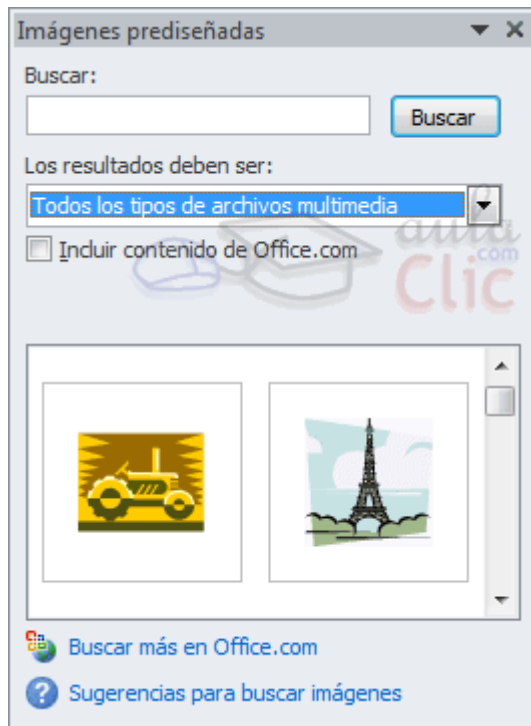 Imágenes prediseñadas
Buscar:
Buscar
Los resultados deben ser:
Todos los tipos de archivos multimedia
Incluir contenido de Office.com
aula
.com
Clic
Buscar más en Office.com
Sugerencias para buscar imágenes